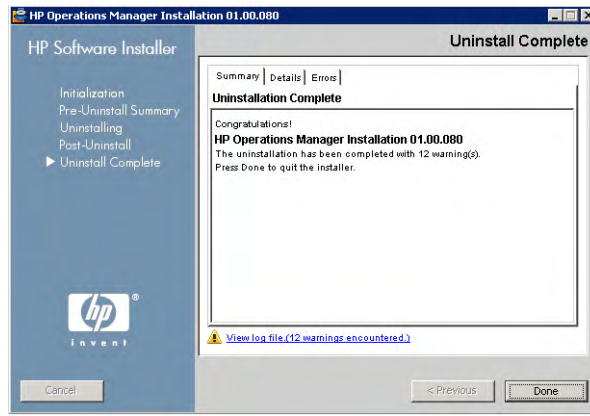 HP Operations Manager Installation 01.00.080
HP Software Installer
Uninstall Complete
Initialization
Pre-Uninstall Summary
Uninstalling
Post-Uninstall
Uninstall Complete
Summary Details Errors
Uninstallation Complete
Congratulations!
HP Operations Manager Installation 01.00.080
The uninstallation has been completed with 12 warning(s).
Press Done to quit the installer.
hp ®
invent
View log file.(12 warnings encountered.)
Cancel
< Previous
Done